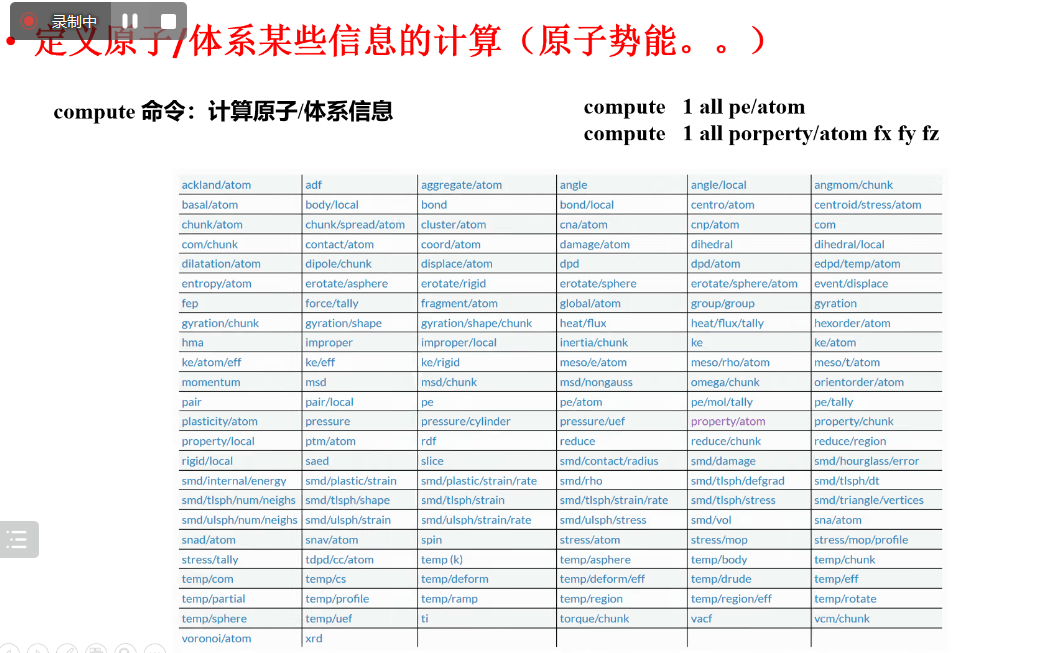 录制中
• 定义原子/体系某些信息的计算（原子势能。。）
compute 命令：计算原子/体系信息
compute 1 all pe/atom
compute 1 all porperty/atom fx fy fz
ackland/atom adf aggregate/atom angle angle/local angmom/chunk
basal/atom body/local bond bond/local centro/atom centroid/stress/atom
chunk/atom chunk/spread/atom cluster/atom cna/atom cnp/atom com
com/chunk contact/atom coord/atom damage/atom dihedral dihedral/local
dilatation/atom dipole/chunk displace/atom dpd dpd/atom edpd/temp/atom
entropy/atom erotate/asphere erotate/rigid erotate/sphere erotate/sphere/atom event/displace
fep force/tally fragment/atom global/atom group/group gyration
gyration/chunk gyration/shape gyration/shape/chunk heat/flux heat/flux/tally hexorder/atom
hma improper improper/local inertia/chunk ke ke/atom
ke/atom/eff ke/eff ke/rigid meso/e/atom meso/rho/atom meso/t/atom
momentum msd msd/chunk msd/nongauss omega/chunk orientorder/atom
pair pair/local pe pe/atom pe/mol/tally pe/tally
plasticity/atom pressure pressure/cylinder pressure/uef property/atom property/chunk
property/local ptm/atom rdf reduce reduce/chunk reduce/region
rigid/local saed slice smd/contact/radius smd/damage smd/hourglass/error
smd/internal/energy smd/plastic/strain smd/plastic/strain/rate smd/rho smd/tlsph/defgrad smd/tlsph/dt
smd/tlsph/num/neighs smd/tlsph/shape smd/tlsph/strain smd/tlsph/strain/rate smd/tlsph/stress smd/triangle/vertices
smd/ulsph/num/neighs smd/ulsph/strain smd/ulsph/strain/rate smd/ulsph/stress smd/vol sna/atom
snad/atom snav/atom spin stress/atom stress/mop stress/mop/profile
stress/tally tdpd/cc/atom temp (k) temp/asphere temp/body temp/chunk
temp/com temp/cs temp/deform temp/deform/eff temp/drude temp/eff
temp/partial temp/profile temp/ramp temp/region temp/region/eff temp/rotate
temp/sphere temp/uef ti torque/chunk vacf vcm/chunk
voronoi/atom xrd